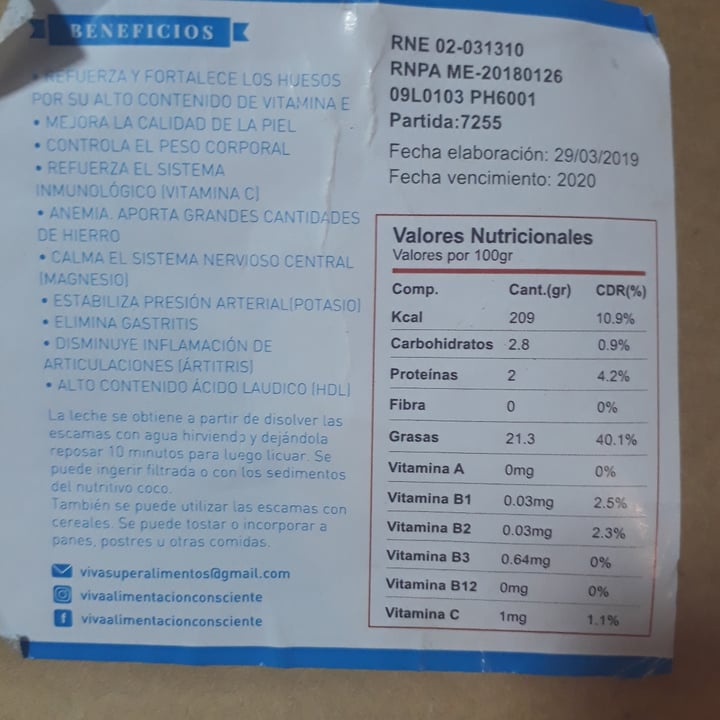 BENEFICIOS
• REFUERZA Y FORTALECE LOS HUESOS
POR SU ALTO CONTENIDO DE VITAMINA E
• MEJORA LA CALIDAD DE LA PIEL
• CONTROLA EL PESO CORPORAL
• REFUERZA EL SISTEMA
INMUNOLÓGICO (VITAMINA C)
• ANEMIA. APORTA GRANDES CANTIDADES
DE HIERRO
• CALMA EL SISTEMA NERVIOSO CENTRAL
(MAGNESIO)
• ESTABILIZA PRESIÓN ARTERIAL(POTASIO)
• ELIMINA GASTRITIS
• DISMINUYE INFLAMACIÓN DE
ARTICULACIONES (ÁRTITRIS)
• ALTO CONTENIDO ÁCIDO LAUDICO (HDL)
La leche se obtiene a partir de disolver las
escamas con agua hirviendo y dejándola
reposar 10 minutos para luego licuar. Se
puede ingerir filtrada o con los sedimentos
del nutritivo coco.
También se puede utilizar las escamas con
cereales. Se puede tostar o incorporar a
panes, postres u otras comidas.
vivasuperalimentos@gmail.com
vivaalimentacionconsciente
vivaalimentacionconsciente
RNE 02-031310
RNPA ME-20180126
09L0103 PH6001
Partida:7255
Fecha elaboración: 29/03/2019
Fecha vencimiento: 2020
Valores Nutricionales
Valores por 100gr
Comp. Cant.(gr) CDR(%)
Kcal 209 10.9%
Carbohidratos 2.8 0.9%
Proteínas 2 4.2%
Fibra 0 0%
Grasas 21.3 40.1%
Vitamina A 0mg 0%
Vitamina B1 0.03mg 2.5%
Vitamina B2 0.03mg 2.3%
Vitamina B3 0.64mg 0%
Vitamina B12 0mg 0%
Vitamina C 1mg 1.1%